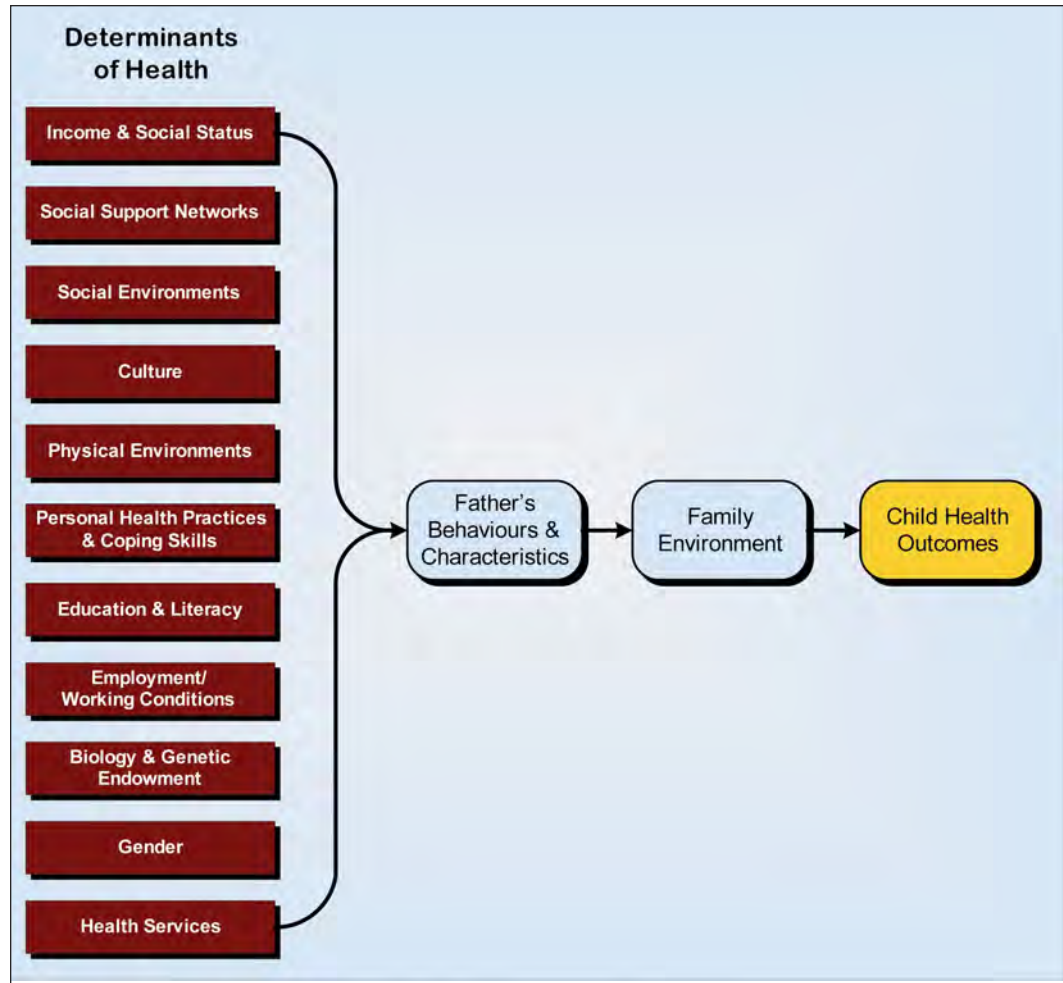 Determinants
of Health
Income & Social Status
Social Support Networks
Social Environments
Culture
Physical Environments
Personal Health Practices
& Coping Skills
Education & Literacy
Employment/
Working Conditions
Biology & Genetic
Endowment
Gender
Health Services
Father's
Behaviours &
Characteristics
Family
Environment
Child Health
Outcomes